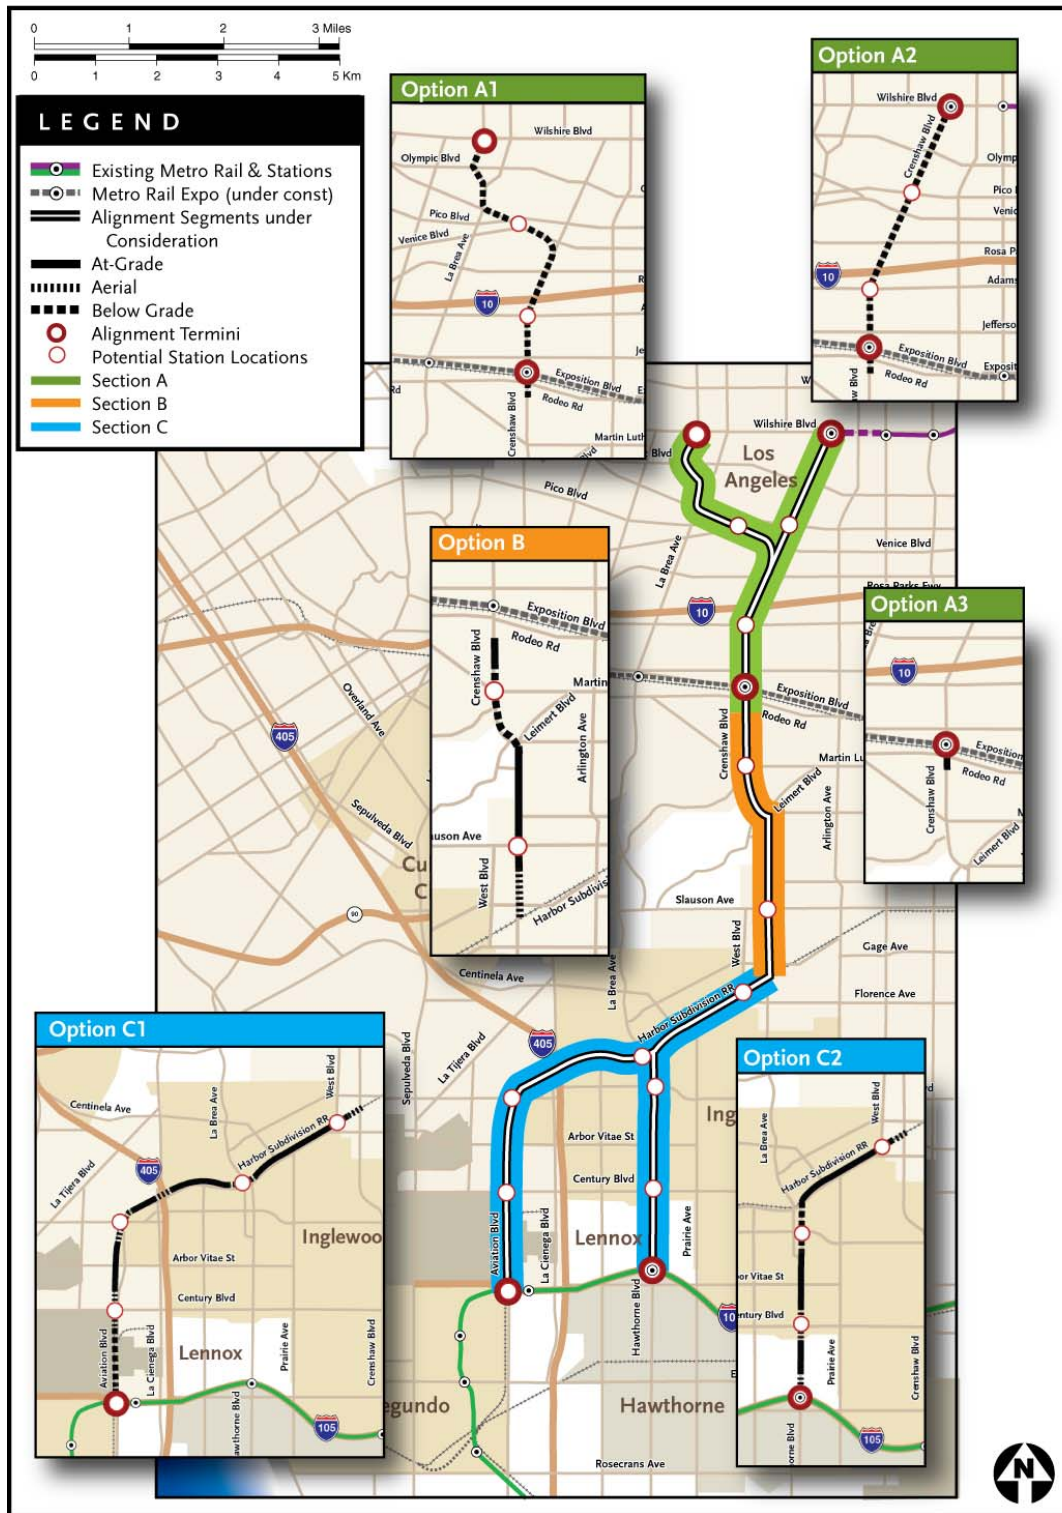 0 1 2 3 Miles
0 1 2 3 4 5 Km
LEGEND
Existing Metro Rail & Stations
Metro Rail Expo (under const)
Alignment Segments under
Consideration
At-Grade
Aerial
Below Grade
Alignment Termini
Potential Station Locations
Section A
Section B
Section C
Option A1
Wilshire Blvd
Olympic Blvd
Pico Blvd
Venice Blvd
La Brea Ave
10
Exposition Blvd
Rodeo Rd
Crenshaw Blvd
Martin Luth
Option A2
Wilshire Blvd
Crenshaw Blvd
Olymp
Pico
Venic
Rosa P
10
Adams
Jefferso
Exposition Blvd
Exposit
Rodeo Rd
Wilshire Blvd
Los
Angeles
Pico Blvd
La Brea Ave
Venice Blvd
Rosa Parks Fwy
10
Exposition Blvd
Rodeo Rd
Crenshaw Blvd
Martin Lu
Leimert Blvd
Arlington Ave
Option B
Exposition Blvd
Rodeo Rd
Crenshaw Blvd
Martin
Leimert Blvd
Arlington Ave
auson Ave
West Blvd
Harbor Subdivis
Option A3
10
Exposition
Rodeo Rd
Crenshaw Blvd
Leimert Blvd
405
Overland Ave
Sepulveda Blvd
Cu
C
90
Slauson Ave
West Blvd
Gage Ave
Centinela Ave
La Brea Ave
Florence Ave
Harbor Subdivision RR
405
Sepulveda Blvd
La Tijera Blvd
Ing
Arbor Vitae St
Century Blvd
Aviation Blvd
La Cienega Blvd
Lennox
Prairie Ave
Hawthorne Blvd
10
egundo
Hawthorne
Rosecrans Ave
Option C1
Centinela Ave
La Brea Ave
West Blvd
Harbor Subdivision RR
La Tijera Blvd
405
Inglewoo
Arbor Vitae St
Century Blvd
Aviation Blvd
La Cienega Blvd
Lennox
Prairie Ave
Crenshaw Blvd
awthorne Blvd
105
Option C2
La Brea Ave
West Blvd
Harbor Subdivision RR
bor Vitae St
entury Blvd
Prairie Ave
Crenshaw Blvd
orne Blvd
105
N